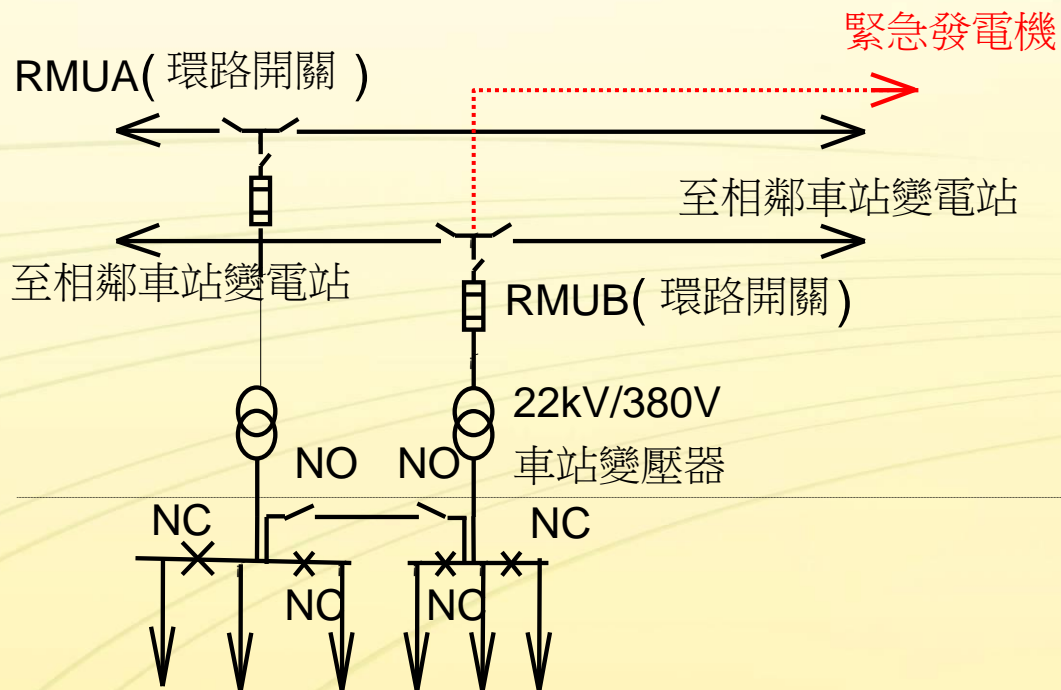 緊急發電機
RMUA( 環路開關 )
至相鄰車站變電站
至相鄰車站變電站
RMUB( 環路開關 )
22kV/380V
車站變壓器
NO NO
NC NC
NC NC